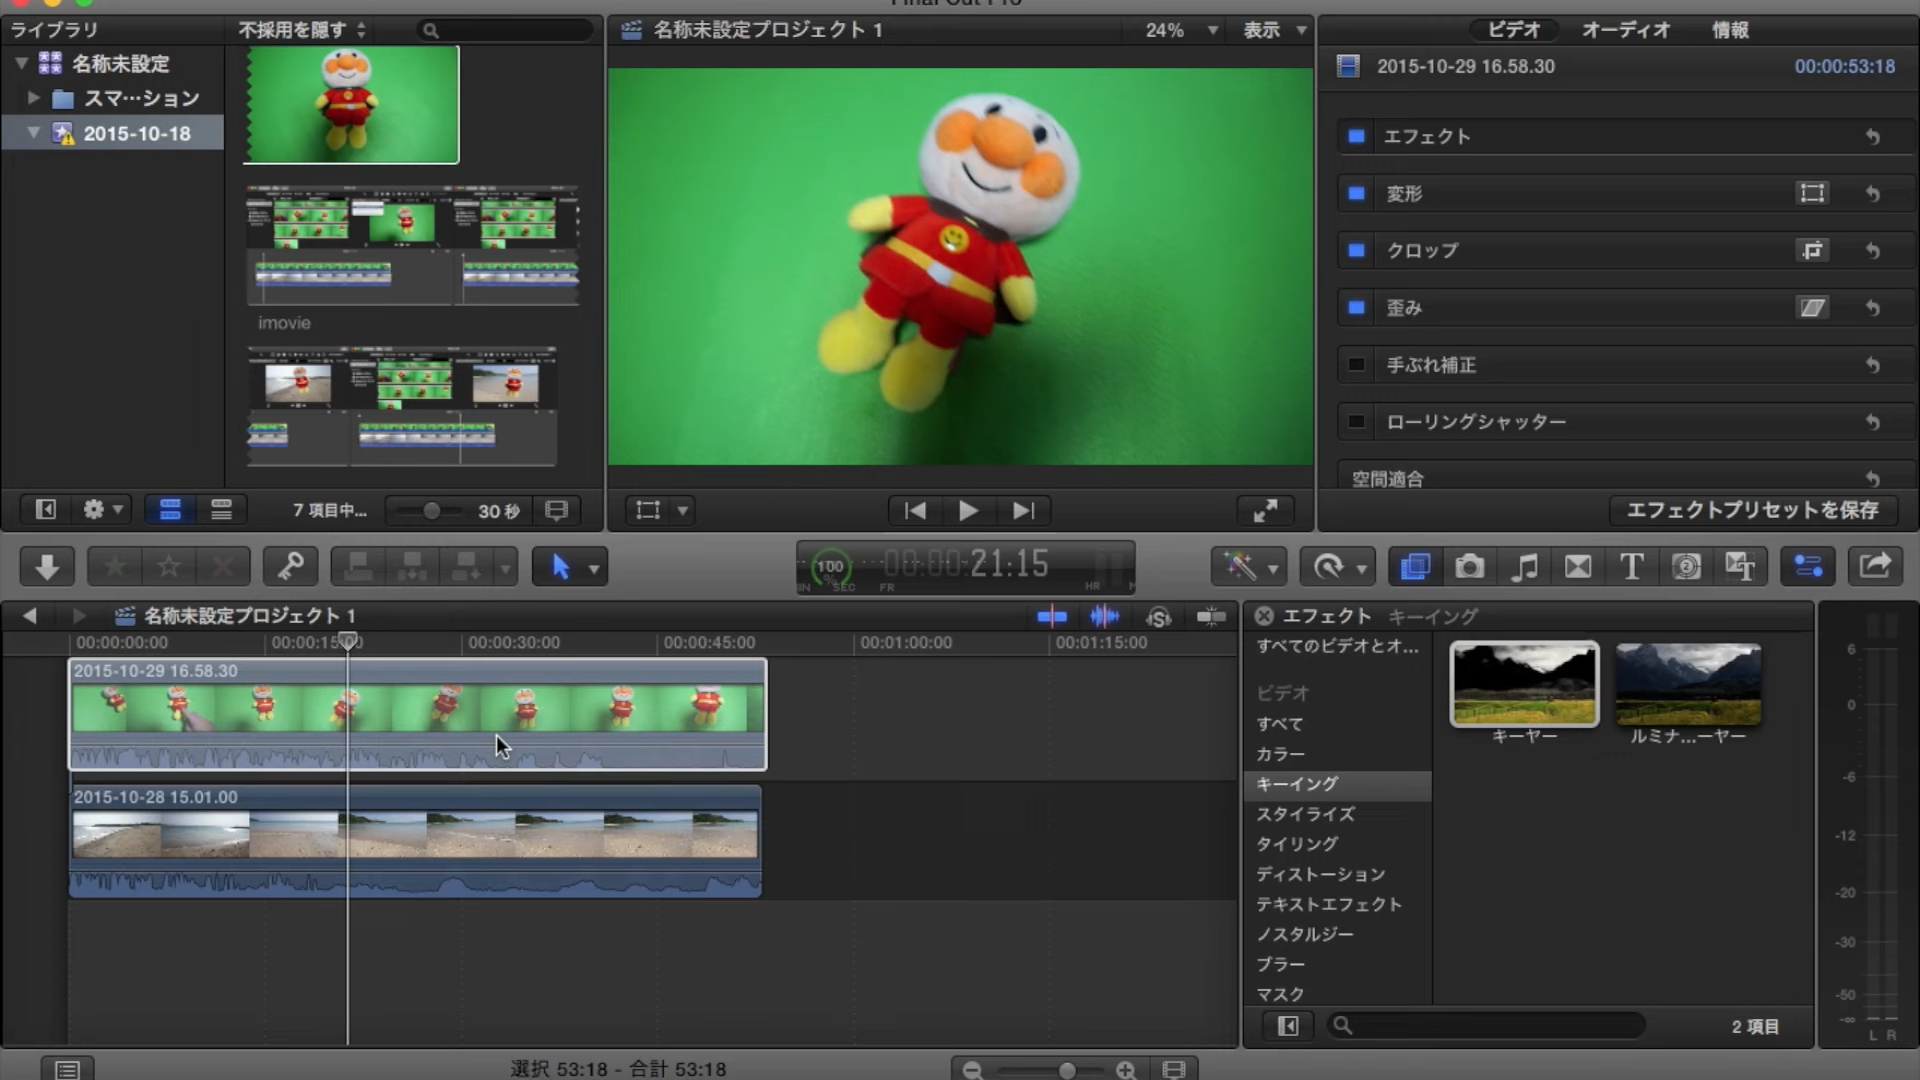 ライブラリ
不採用を隠す
名称未設定
スマ…ション
2015-10-18
imovie
7 項目中...
30 秒
名称未設定プロジェクト 1
24%
表示
ビデオ
オーディオ
情報
2015-10-29 16.58.30
00:00:53:18
エフェクト
変形
クロップ
歪み
手ぶれ補正
ローリングシャッター
空間適合
エフェクトプリセットを保存
100
%
SEC
FR
00:00:21:15
HR
名称未設定プロジェクト 1
00:00:00:00
00:00:15:00
00:00:30:00
00:00:45:00
00:01:00:00
00:01:15:00
2015-10-29 16.58.30
2015-10-28 15.01.00
エフェクト
キーイング
すべてのビデオとオ...
ビデオ
すべて
カラー
キーイング
スタイライズ
タイリング
ディストーション
テキストエフェクト
ノスタルジー
ブラー
マスク
キーヤー
ルミナ...ーヤー
2 項目
6
0
-6
-12
-20
-30
-50
-∞
L R
選択 53:18 - 合計 53:18